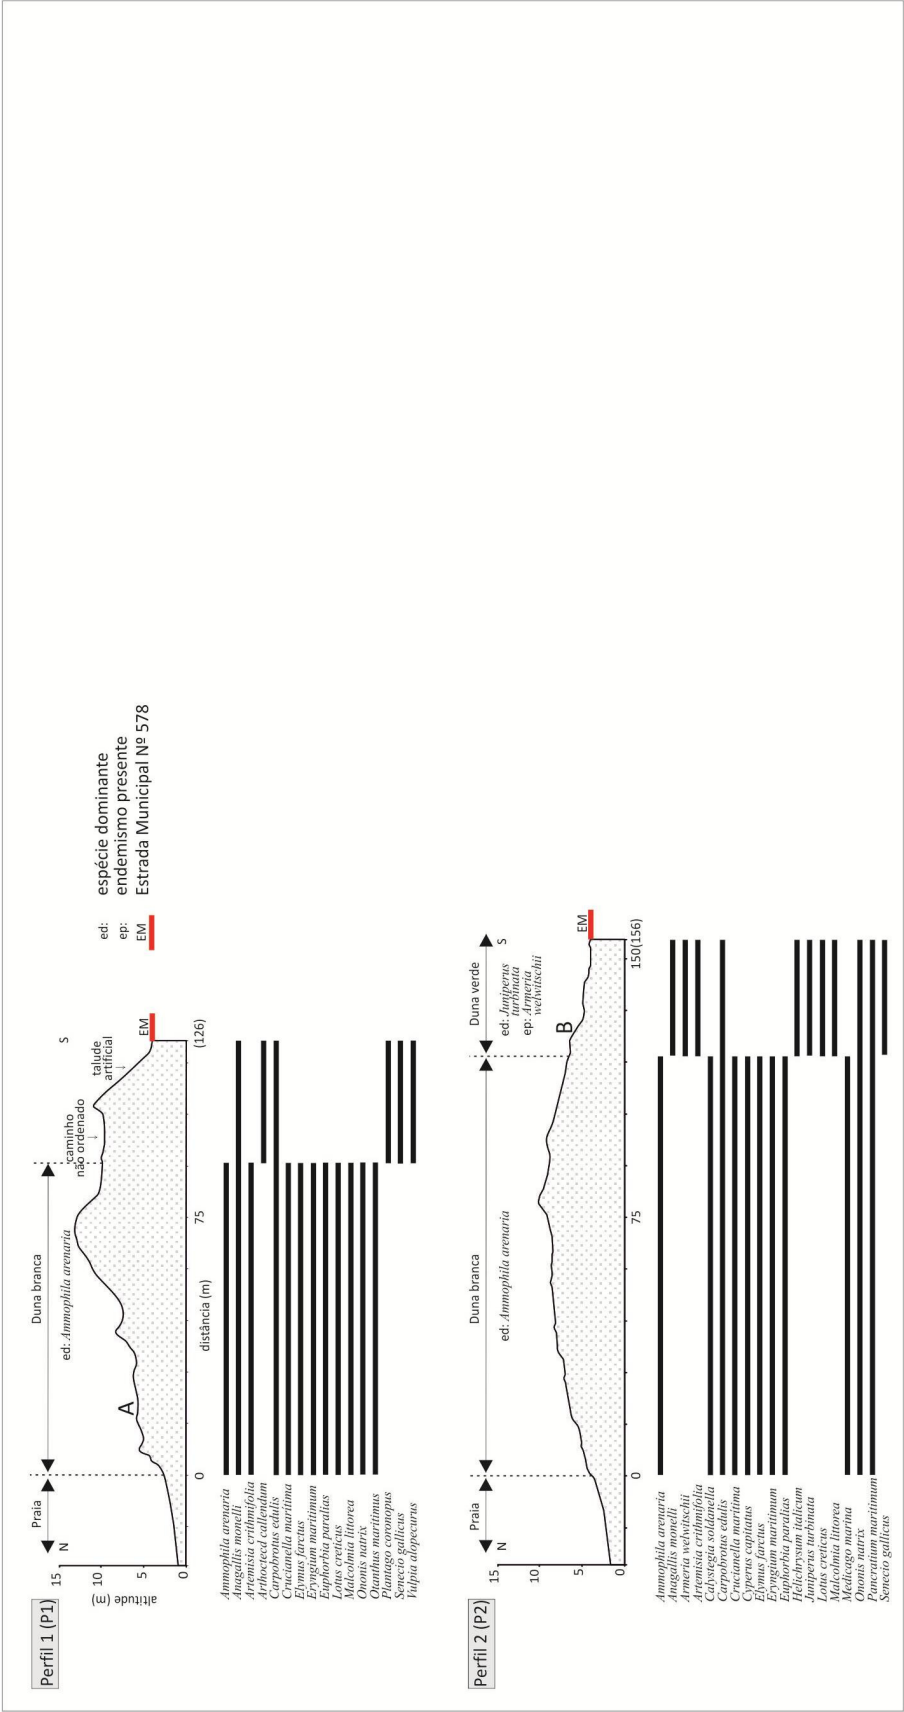 Perfil 1 (P1)
Praia
Duna branca
N
S
ed: Ammophila arenaria
caminho
não ordenado
talude
artificial
A
EM
altitude (m)
15
10
5
0
0
75
(126)
distância (m)
ed: espécie dominante
ep: endemismo presente
EM Estrada Municipal Nº 578
Ammophila arenaria
Anagallis monelli
Artemisia crithmifolia
Carpobrotus edulis
Crucianella marítima
Elymus farctus
Eryngium maritimum
Euphorbia paralias
Lotus creticus
Malcolmia littorea
Ononis natrix
Otanthus maritimus
Plantago coronopus
Senecio gallicus
Vulpia alopecurus
Perfil 2 (P2)
Praia
Duna branca
Duna verde
N
S
ed: Ammophila arenaria
ed: Juniperus
turbinata
ep: Armeria
welwitschii
B
EM
15
10
5
0
0
75
150(156)
Ammophila arenaria
Anagallis monelli
Armeria welwitschii
Artemisia crithmifolia
Calystegia soldanella
Carpobrotus edulis
Crucianella maritima
Cyperus capitatus
Elymus farctus
Eryngium maritimum
Euphorbia paralias
Helichrysum italicum
Juniperus turbinata
Lotus creticus
Malcolmia littorea
Medicago marina
Ononis natrix
Pancratium maritimum
Senecio gallicus